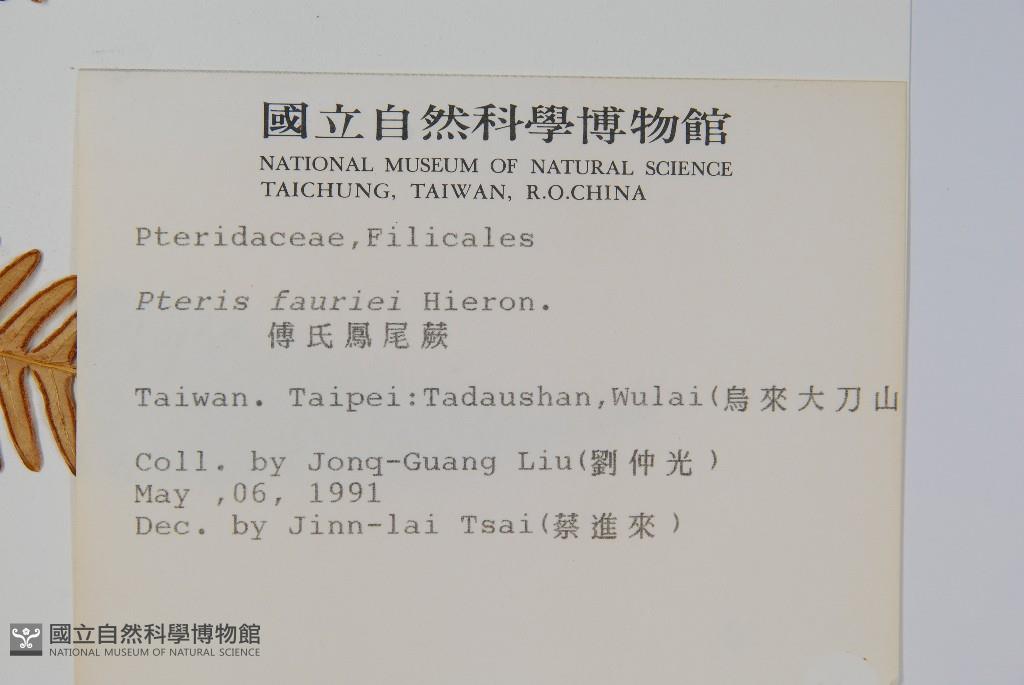 國立自然科學博物館
NATIONAL MUSEUM OF NATURAL SCIENCE
TAICHUNG, TAIWAN, R.O.CHINA
Pteridaceae,Filicales
Pteris fauriei Hieron.
傅氏鳳尾蕨
Taiwan. Taipei:Tadaushan,Wulai(烏來大刀山
Coll. by Jonq-Guang Liu(劉仲光)
May ,06, 1991
Dec. by Jinn-lai Tsai(蔡進來)
國立自然科學博物館
NATIONAL MUSEUM OF NATURAL SCIENCE